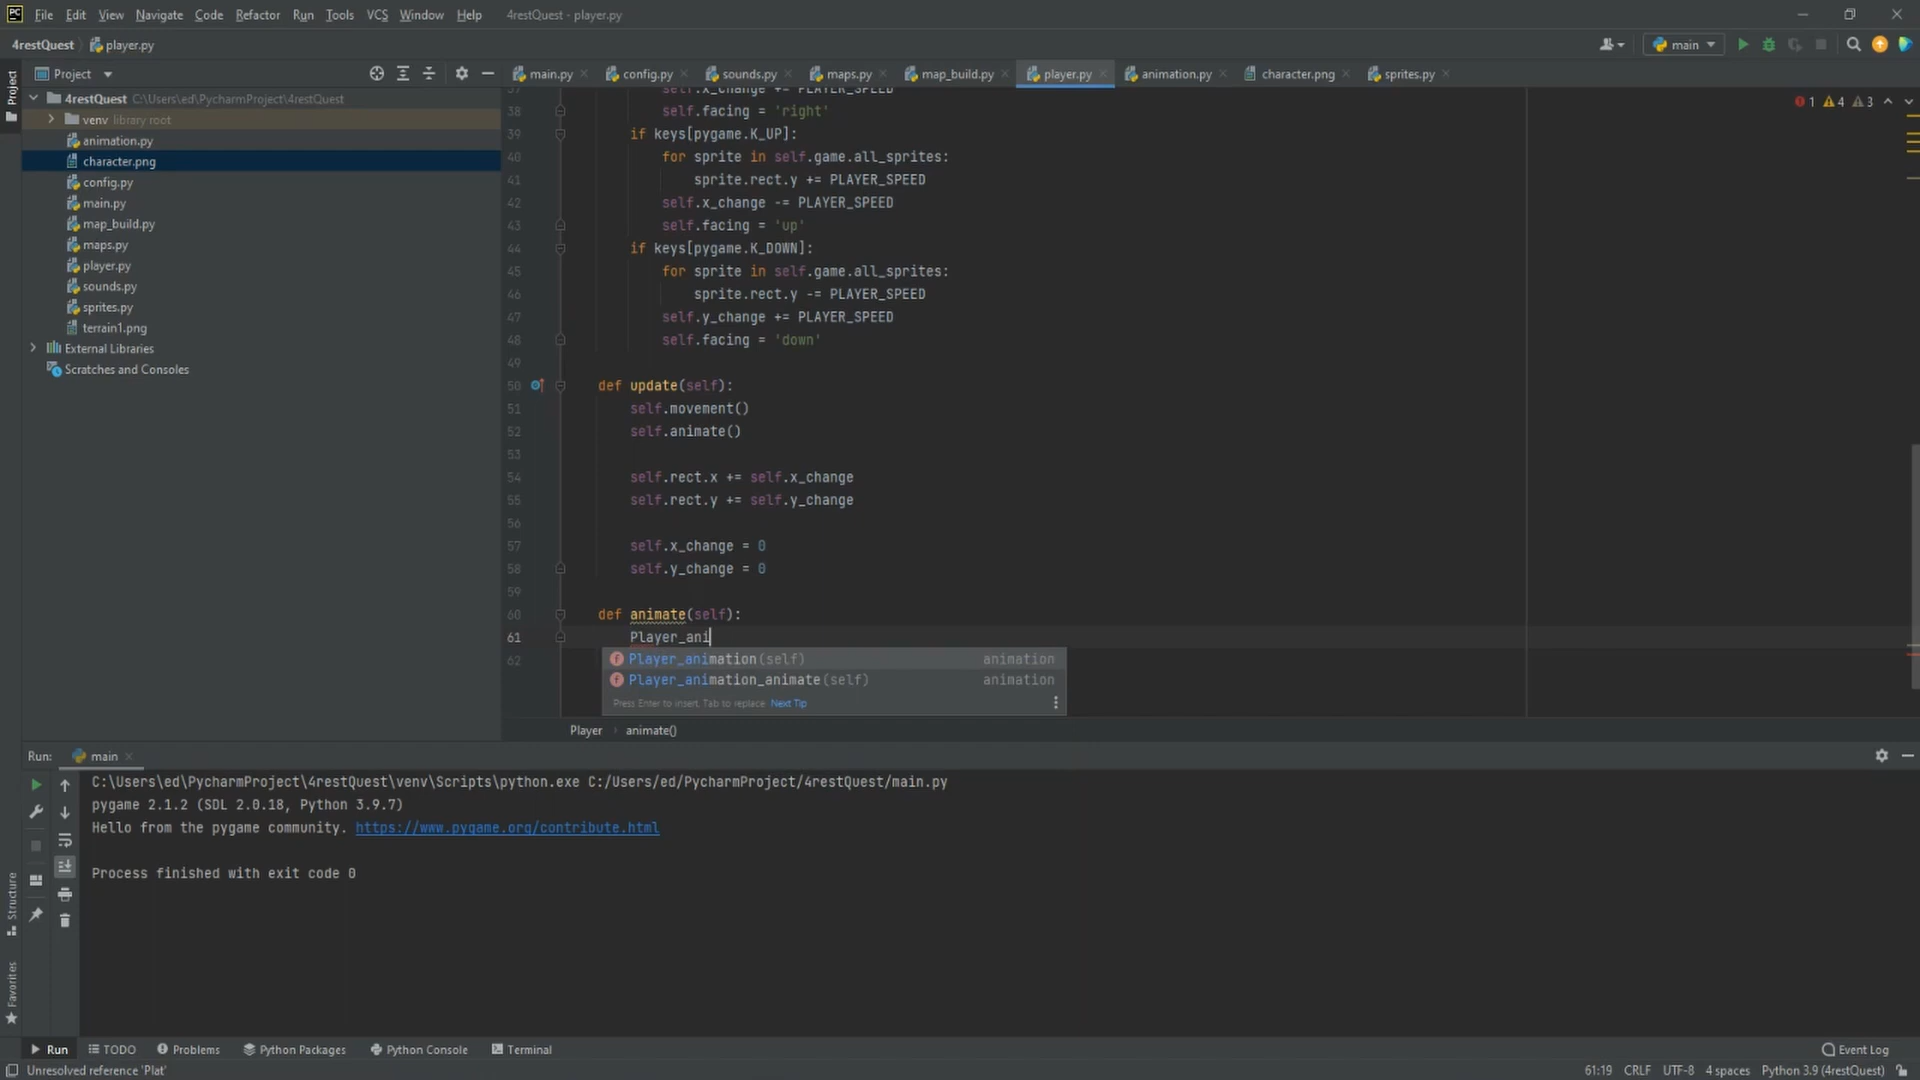 File Edit View Navigate Code Refactor Run Tools VCS Window Help 4restQuest - player.py
4restQuest player.py main
Project main.py config.py sounds.py maps.py map_build.py player.py animation.py character.png sprites.py
4restQuest C:\Users\ed\PycharmProject\4restQuest
venv library root
animation.py
character.png
config.py
main.py
map_build.py
maps.py
player.py
sounds.py
sprites.py
terrain1.png
External Libraries
Scratches and Consoles
1 4 3
37 self.x_change += PLAYER_SPEED
38 self.facing = 'right'
39 if keys[pygame.K_UP]:
40 for sprite in self.game.all_sprites:
41 sprite.rect.y += PLAYER_SPEED
42 self.x_change -= PLAYER_SPEED
43 self.facing = 'up'
44 if keys[pygame.K_DOWN]:
45 for sprite in self.game.all_sprites:
46 sprite.rect.y -= PLAYER_SPEED
47 self.y_change += PLAYER_SPEED
48 self.facing = 'down'
49
50 def update(self):
51 self.movement()
52 self.animate()
53
54 self.rect.x += self.x_change
55 self.rect.y += self.y_change
56
57 self.x_change = 0
58 self.y_change = 0
59
60 def animate(self):
61 Player_ani
62 Player_animation(self) animation
Player_animation_animate(self) animation
Press Enter to insert, Tab to replace Next Tip
Player animate()
Run: main
C:\Users\ed\PycharmProject\4restQuest\venv\Scripts\python.exe C:/Users/ed/PycharmProject/4restQuest/main.py
pygame 2.1.2 (SDL 2.0.18, Python 3.9.7)
Hello from the pygame community. https://www.pygame.org/contribute.html
Process finished with exit code 0
Project
Structure
Favorites
Run TODO Problems Python Packages Python Console Terminal Event Log
Unresolved reference 'Plat' 61:19 CRLF UTF-8 4 spaces Python 3.9 (4restQuest)